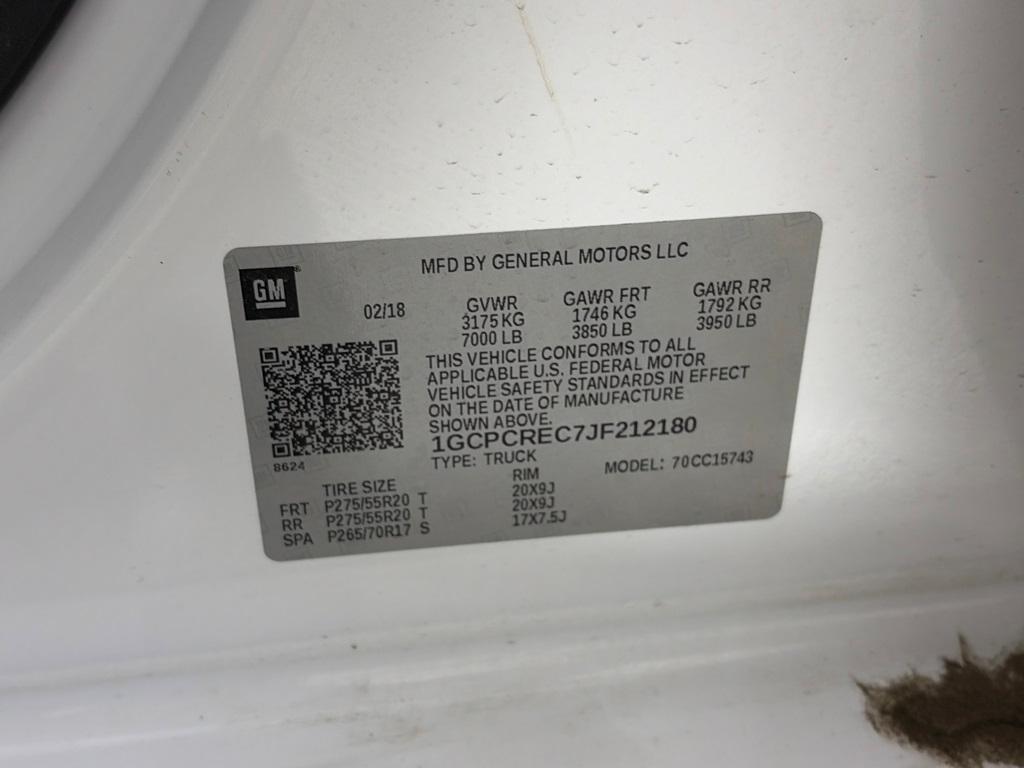 GM
MFD BY GENERAL MOTORS LLC
02/18
GVWR
3175 KG
7000 LB
GAWR FRT
1746 KG
3850 LB
GAWR RR
1792 KG
3950 LB
THIS VEHICLE CONFORMS TO ALL
APPLICABLE U.S. FEDERAL MOTOR
VEHICLE SAFETY STANDARDS IN EFFECT
ON THE DATE OF MANUFACTURE
SHOWN ABOVE.
8624
1GCPCREC7JF212180
TYPE: TRUCK
MODEL: 70CC15743
TIRE SIZE RIM
FRT P275/55R20 T 20X9J
RR P275/55R20 T 20X9J
SPA P265/70R17 S 17X7.5J